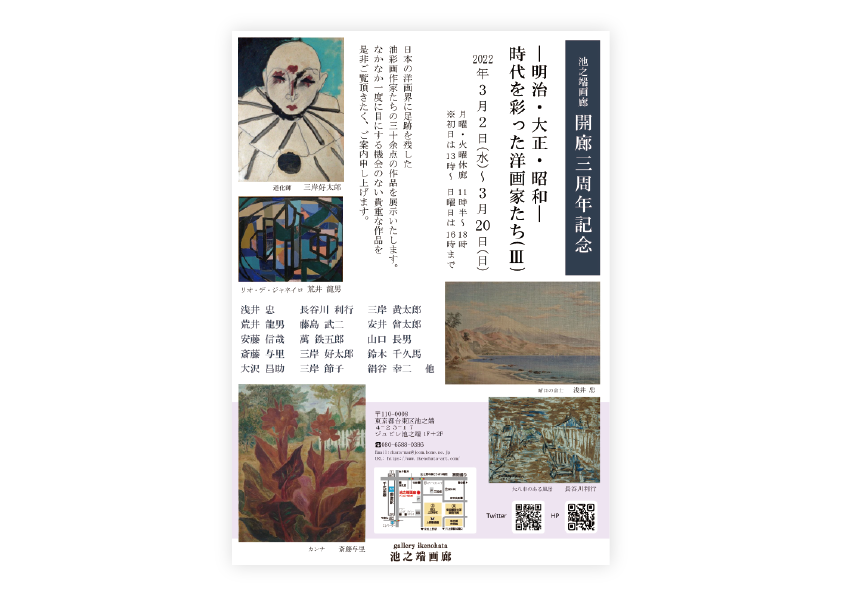 池之端画廊 開廊三周年記念
―明治・大正・昭和―
時代を彩った洋画家たち(Ⅲ)
2022年3月2日(水)~3月20日(日)
月曜・火曜休廊 11時半~18時
※初日は13時~ 日曜日は16時まで
日本の洋画界に足跡を残した
油彩画作家たちの三十余点の作品を展示いたします。
なかなか一度に目にする機会のない貴重な作品を
是非ご覧頂きたく、ご案内申し上げます。
道化師 三岸好太郎
リオ・デ・ジャネイロ 荒井 龍男
浅井 忠 長谷川 利行 三岸 黄太郎
荒井 龍男 藤島 武二 安井 曾太郎
安藤 信哉 萬 鉄五郎 山口 長男
斎藤 与里 三岸 好太郎 鈴木 千久馬
大沢 昌助 三岸 節子 絹谷 幸二 他
浅井 忠
〒110-0008
東京都台東区池之端
4-23-17
ジュビレ池之端 1F+2F
長谷川利行
カンナ 斎藤与里
Twitter
HP
gallery ikenohata
池之端画廊